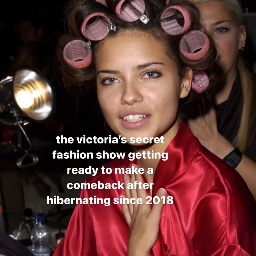 the victoria's secret
fashion show getting
ready to make a
comeback after
hibernating since 2018